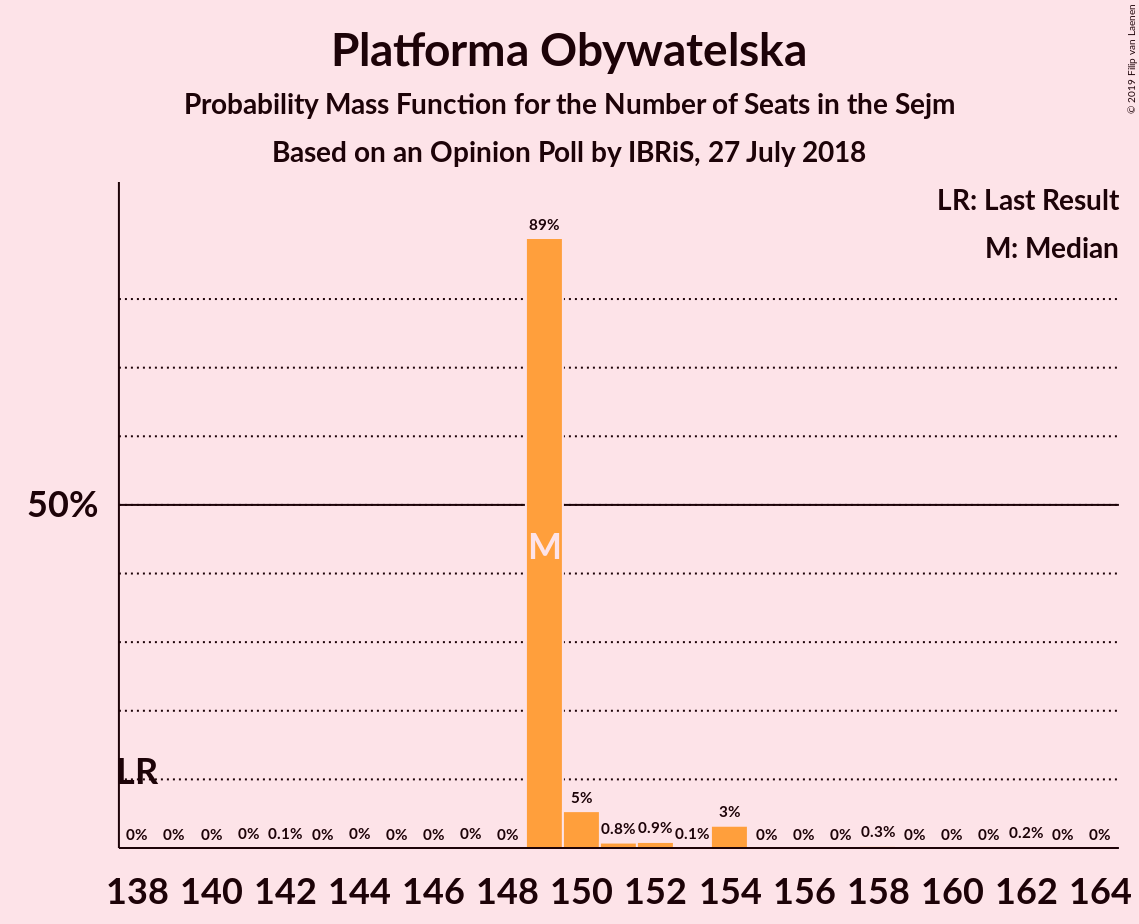 Platforma Obywatelska
Probability Mass Function for the Number of Seats in the Sejm
Based on an Opinion Poll by IBRiS, 27 July 2018
© 2019 Filip van Laenen
LR: Last Result
M: Median
89%
50%
M
LR
0% 0% 0% 0% 0.1% 0% 0% 0% 0% 0% 0% 5% 0.8% 0.9% 0.1% 3% 0% 0% 0% 0.3% 0% 0% 0% 0.2% 0% 0%
138 140 142 144 146 148 150 152 154 156 158 160 162 164